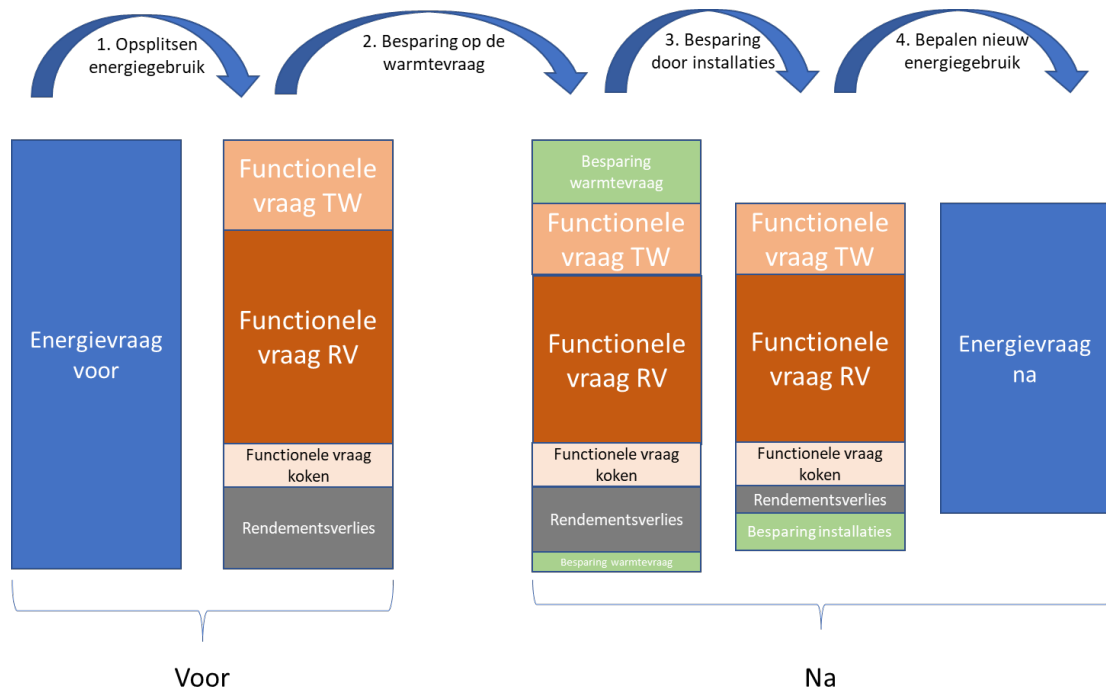 1. Opsplitsen
energiegebruik
2. Besparing op de
warmtevraag
3. Besparing
door installaties
4. Bepalen nieuw
energiegebruik
Energievraag
voor
Functionele
vraag TW
Functionele
vraag RV
Functionele vraag
koken
Rendementsverlies
Besparing
warmtevraag
Functionele
vraag TW
Functionele
vraag RV
Functionele vraag
koken
Rendementsverlies
Besparing warmtevraag
Functionele
vraag TW
Functionele
vraag RV
Functionele vraag
koken
Rendementsverlies
Besparing installaties
Energievraag
na
Voor
Na